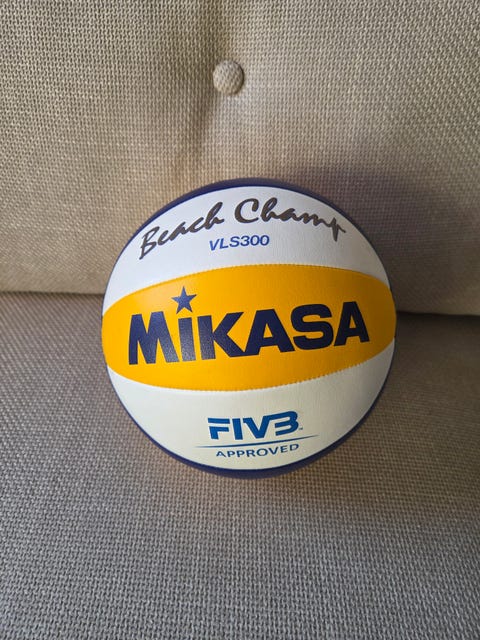 Beach Champ
VLS300
MiKASA
FIVB
APPROVED